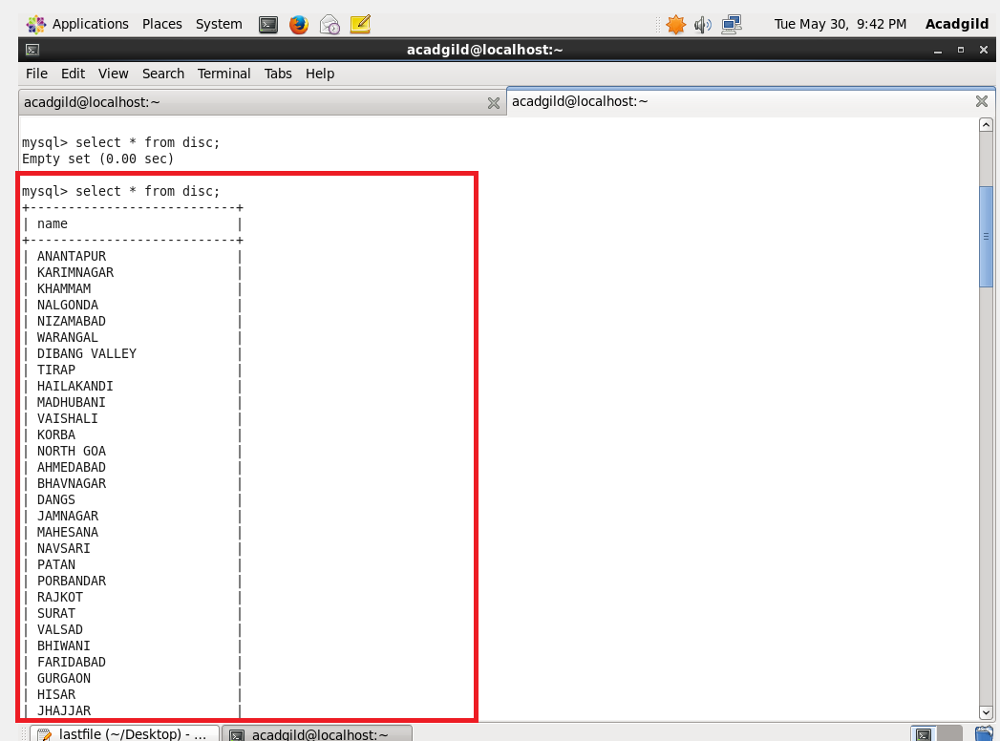 Applications Places System Tue May 30, 9:42 PM Acadgild
acadgild@localhost:~
File Edit View Search Terminal Tabs Help
acadgild@localhost:~ acadgild@localhost:~
mysql> select * from disc;
Empty set (0.00 sec)
mysql> select * from disc;
+---------------------------+
| name                      |
+---------------------------+
| ANANTAPUR                 |
| KARIMNAGAR                |
| KHAMMAM                   |
| NALGONDA                  |
| NIZAMABAD                 |
| WARANGAL                  |
| DIBANG VALLEY             |
| TIRAP                     |
| HAILAKANDI                |
| MADHUBANI                 |
| VAISHALI                  |
| KORBA                     |
| NORTH GOA                 |
| AHMEDABAD                 |
| BHAVNAGAR                 |
| DANGS                     |
| JAMNAGAR                  |
| MAHESANA                  |
| NAVSARI                   |
| PATAN                     |
| PORBANDAR                 |
| RAJKOT                    |
| SURAT                     |
| VALSAD                    |
| BHIWANI                   |
| FARIDABAD                 |
| GURGAON                   |
| HISAR                     |
| JHAJJAR                   |
lastfile (~/Desktop) - ... acadgild@localhost:~